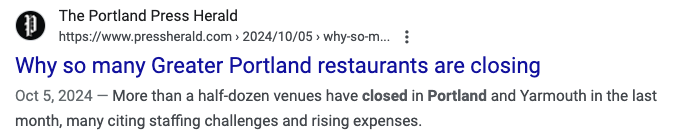 The Portland Press Herald
https://www.pressherald.com › 2024/10/05 › why-so-m...
Why so many Greater Portland restaurants are closing
Oct 5, 2024 — More than a half-dozen venues have closed in Portland and Yarmouth in the last
month, many citing staffing challenges and rising expenses.